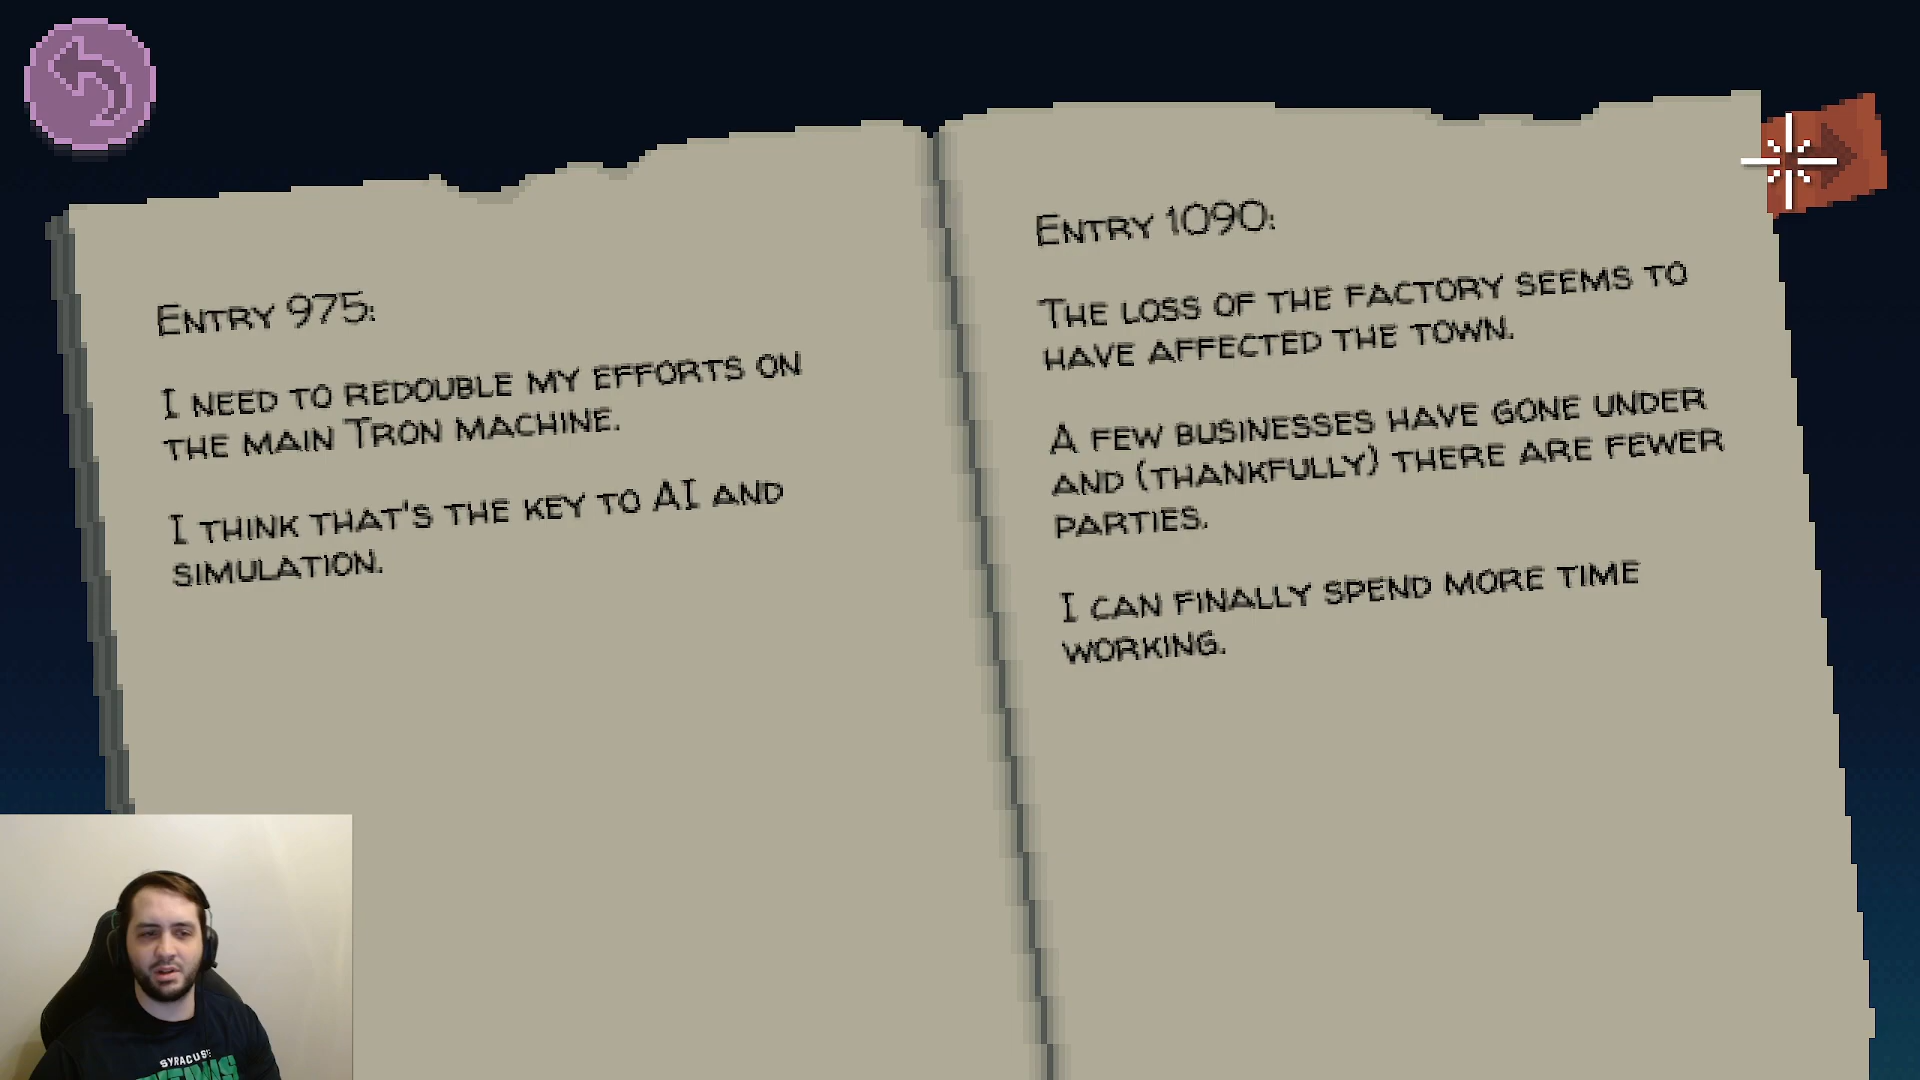 Entry 975:
I need to redouble my efforts on
the main Tron machine.
I think that's the key to AI and
simulation.
Entry 1090:
The loss of the factory seems to
have affected the town.
A few businesses have gone under
and (thankfully) there are fewer
parties.
I can finally spend more time
working.
SYRACUSE